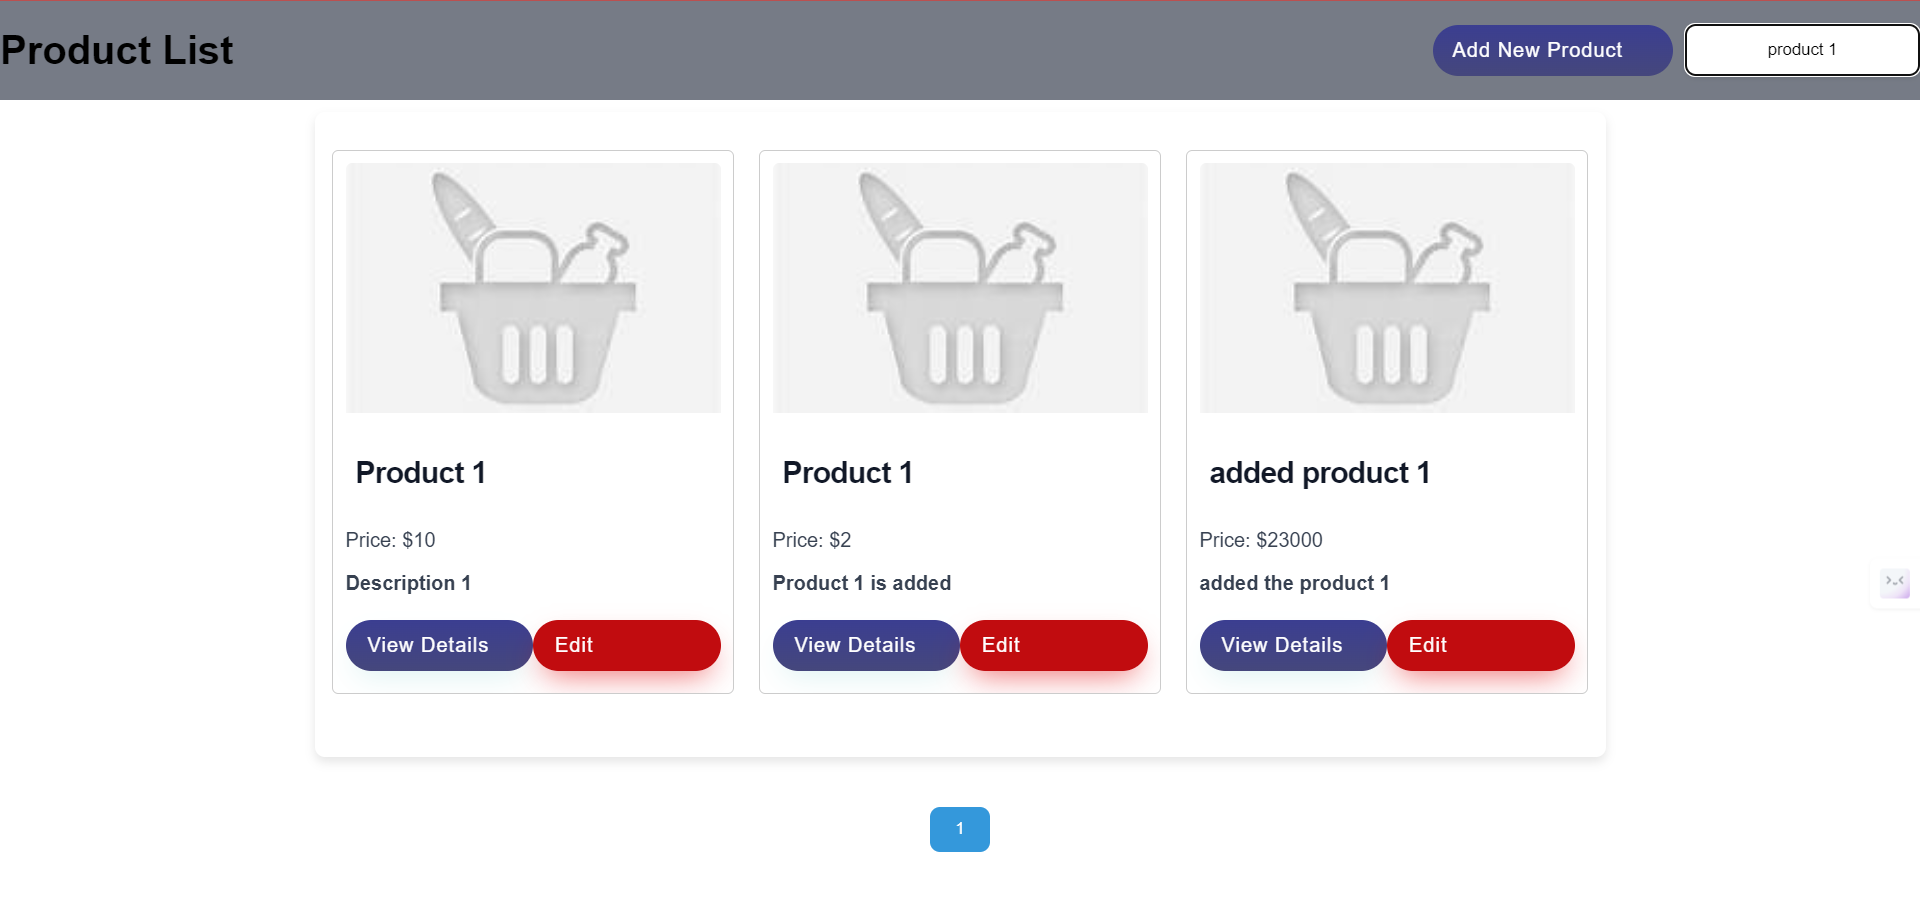 Product List
Add New Product
product 1
Product 1
Price: $10
Description 1
View Details
Edit
Product 1
Price: $2
Product 1 is added
View Details
Edit
added product 1
Price: $23000
added the product 1
View Details
Edit
1